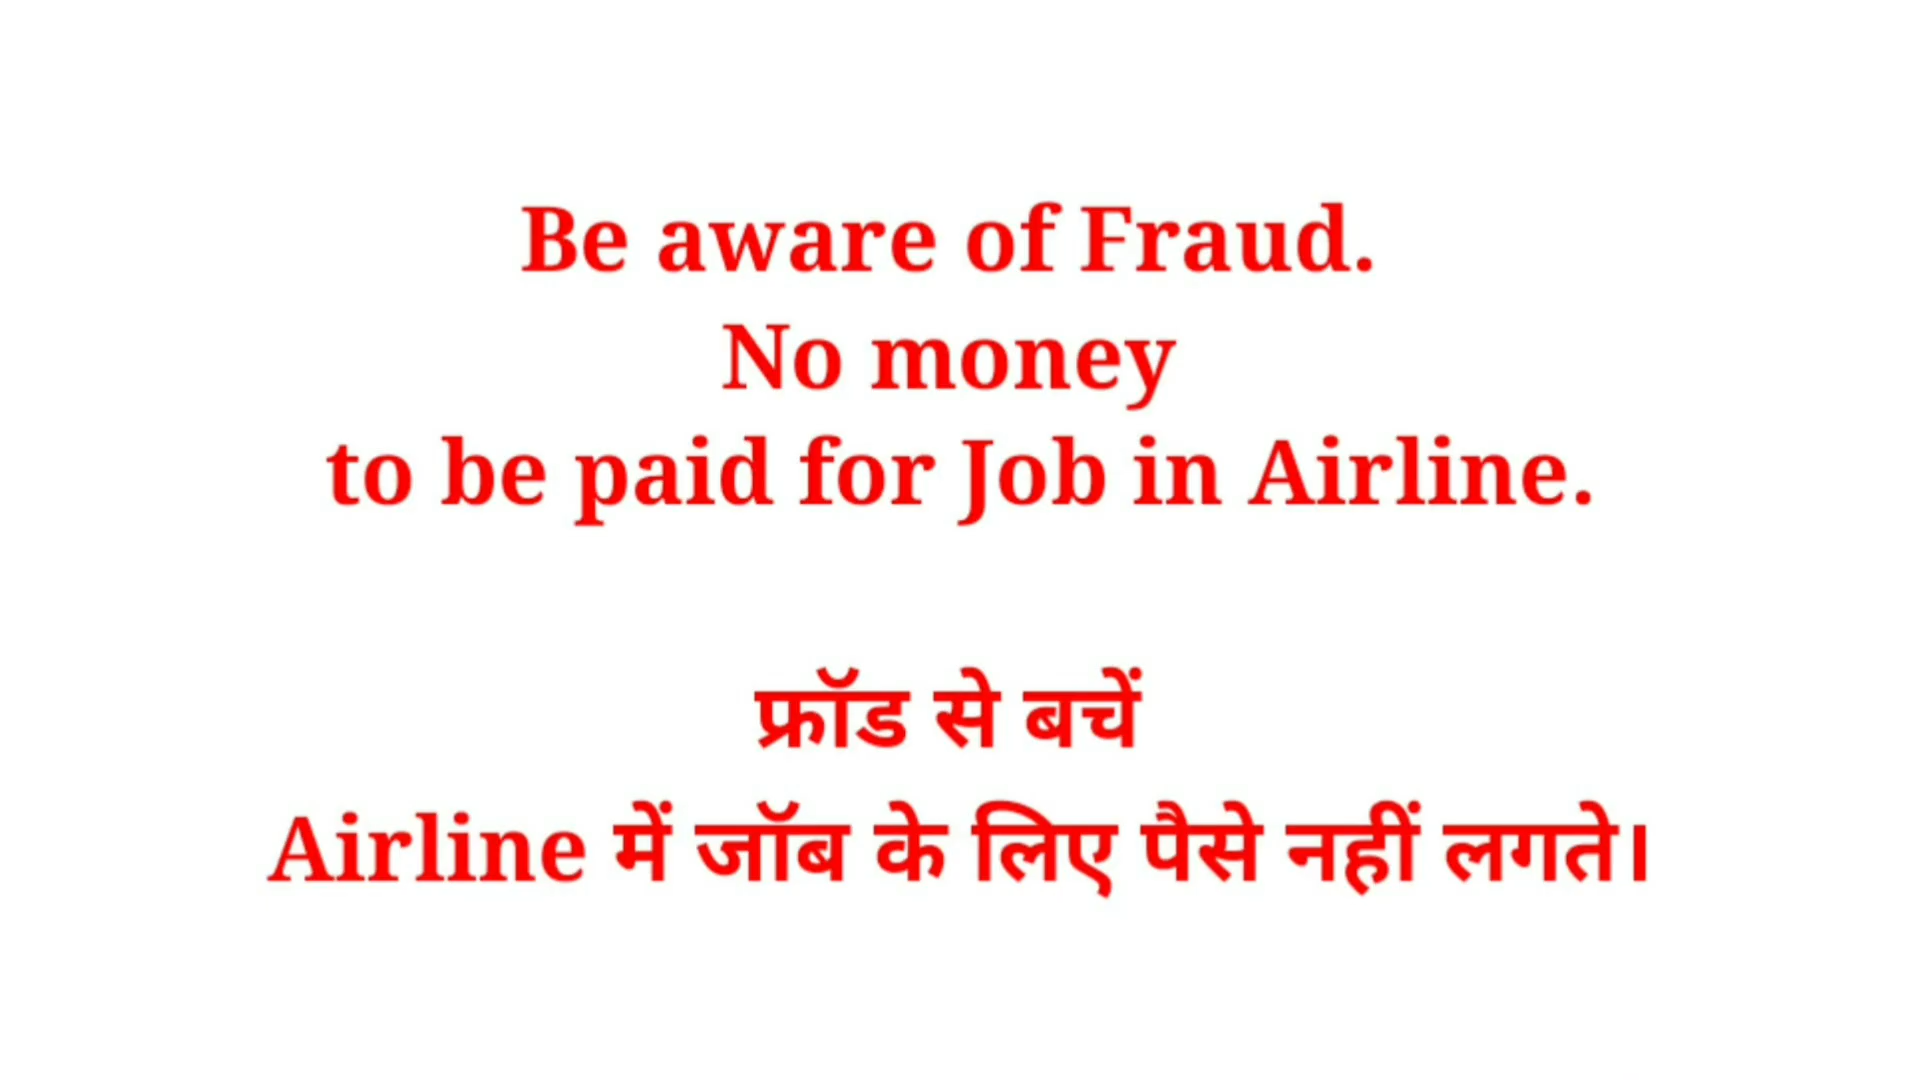 Be aware of Fraud.
No money
to be paid for Job in Airline.
फ्रॉड से बचें
Airline में जॉब के लिए पैसे नहीं लगते।